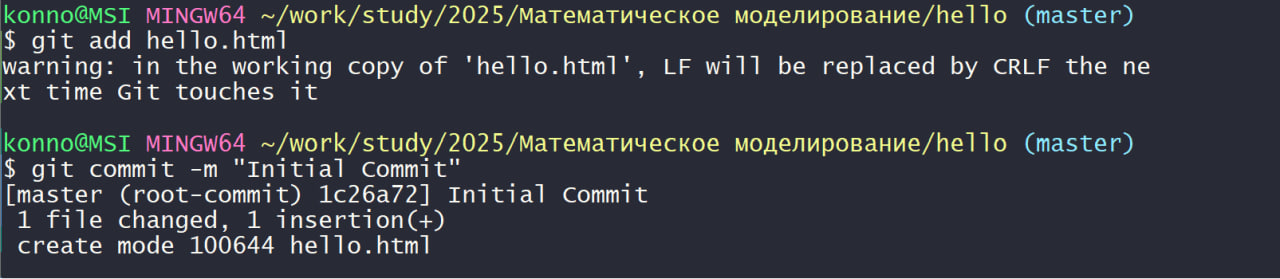 konno@MSI MINGW64 ~/work/study/2025/Математическое моделирование/hello (master)
$ git add hello.html
warning: in the working copy of 'hello.html', LF will be replaced by CRLF the ne
xt time Git touches it
konno@MSI MINGW64 ~/work/study/2025/Математическое моделирование/hello (master)
$ git commit -m "Initial Commit"
[master (root-commit) 1c26a72] Initial Commit
 1 file changed, 1 insertion(+)
 create mode 100644 hello.html